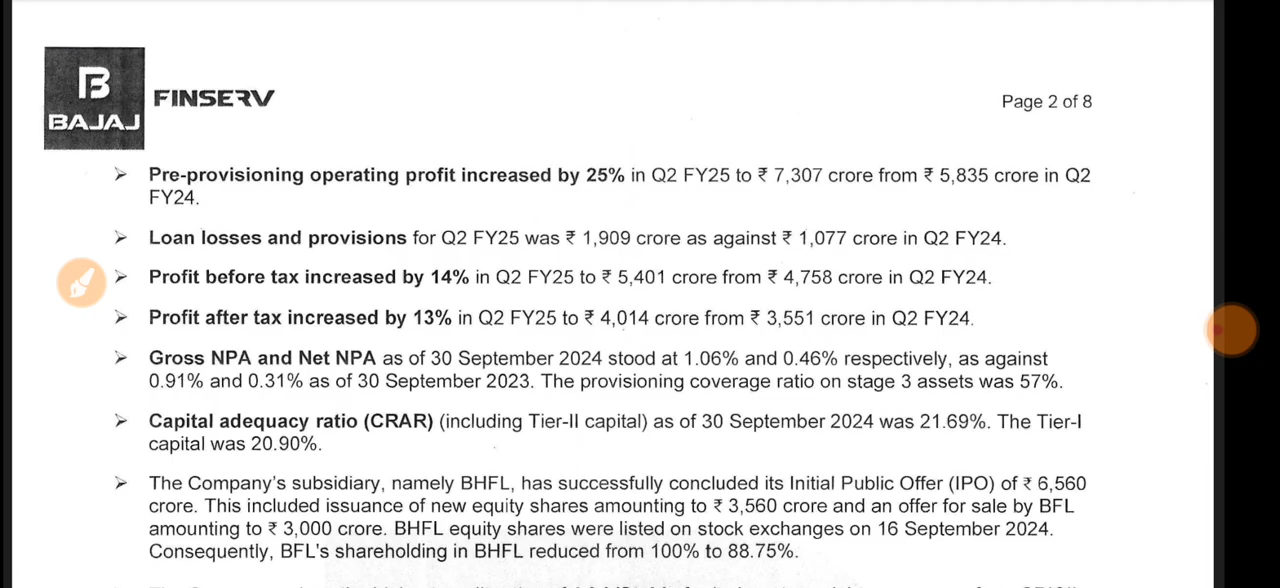 B
BAJAJ
FINSERV
Page 2 of 8
➢ Pre-provisioning operating profit increased by 25% in Q2 FY25 to ₹ 7,307 crore from ₹ 5,835 crore in Q2
FY24.
➢ Loan losses and provisions for Q2 FY25 was ₹ 1,909 crore as against ₹ 1,077 crore in Q2 FY24.
➢ Profit before tax increased by 14% in Q2 FY25 to ₹ 5,401 crore from ₹ 4,758 crore in Q2 FY24.
➢ Profit after tax increased by 13% in Q2 FY25 to ₹ 4,014 crore from ₹ 3,551 crore in Q2 FY24.
➢ Gross NPA and Net NPA as of 30 September 2024 stood at 1.06% and 0.46% respectively, as against
0.91% and 0.31% as of 30 September 2023. The provisioning coverage ratio on stage 3 assets was 57%.
➢ Capital adequacy ratio (CRAR) (including Tier-II capital) as of 30 September 2024 was 21.69%. The Tier-I
capital was 20.90%.
➢ The Company's subsidiary, namely BHFL, has successfully concluded its Initial Public Offer (IPO) of ₹ 6,560
crore. This included issuance of new equity shares amounting to ₹ 3,560 crore and an offer for sale by BFL
amounting to ₹ 3,000 crore. BHFL equity shares were listed on stock exchanges on 16 September 2024.
Consequently, BFL's shareholding in BHFL reduced from 100% to 88.75%.